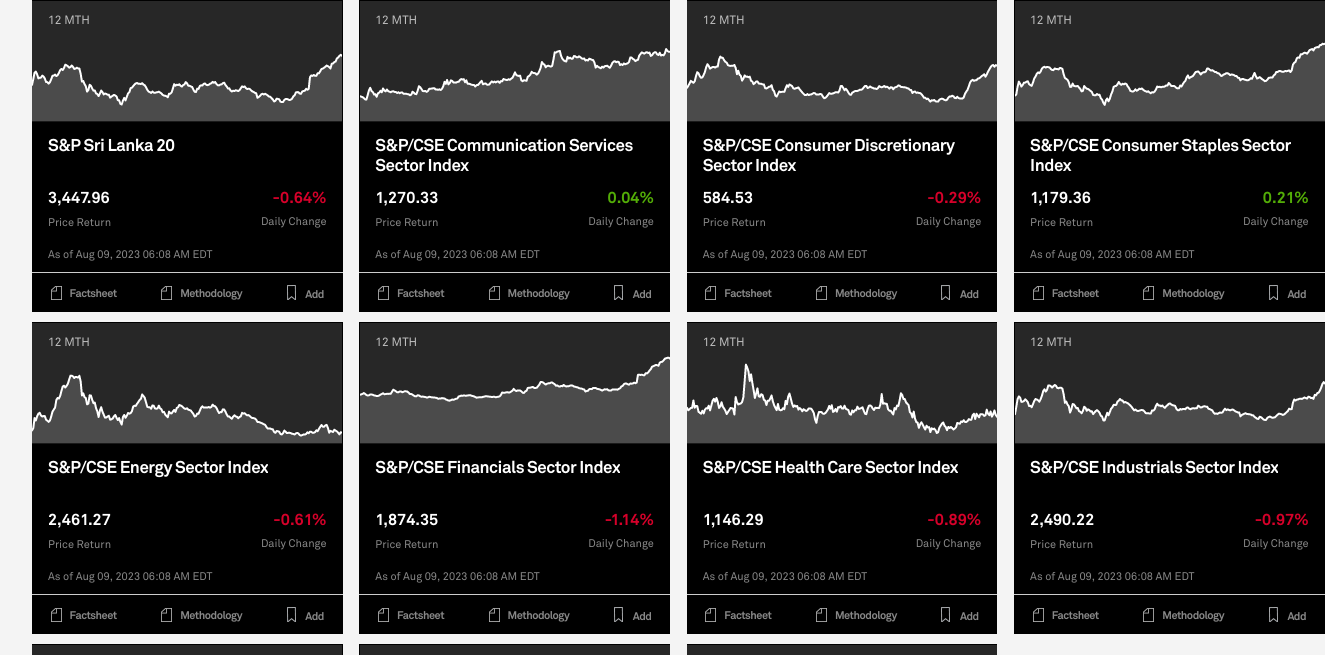 12 MTH
S&P Sri Lanka 20
3,447.96
-0.64%
Price Return
Daily Change
As of Aug 09, 2023 06:08 AM EDT
Factsheet
Methodology
Add
12 MTH
S&P/CSE Communication Services
Sector Index
1,270.33
0.04%
Price Return
Daily Change
As of Aug 09, 2023 06:08 AM EDT
Factsheet
Methodology
Add
12 MTH
S&P/CSE Consumer Discretionary
Sector Index
584.53
-0.29%
Price Return
Daily Change
As of Aug 09, 2023 06:08 AM EDT
Factsheet
Methodology
Add
12 MTH
S&P/CSE Consumer Staples Sector
Index
1,179.36
0.21%
Price Return
Daily Change
As of Aug 09, 2023 06:08 AM EDT
Factsheet
Methodology
Add
12 MTH
S&P/CSE Energy Sector Index
2,461.27
-0.61%
Price Return
Daily Change
As of Aug 09, 2023 06:08 AM EDT
Factsheet
Methodology
Add
12 MTH
S&P/CSE Financials Sector Index
1,874.35
-1.14%
Price Return
Daily Change
As of Aug 09, 2023 06:08 AM EDT
Factsheet
Methodology
Add
12 MTH
S&P/CSE Health Care Sector Index
1,146.29
-0.89%
Price Return
Daily Change
As of Aug 09, 2023 06:08 AM EDT
Factsheet
Methodology
Add
12 MTH
S&P/CSE Industrials Sector Index
2,490.22
-0.97%
Price Return
Daily Change
As of Aug 09, 2023 06:08 AM EDT
Factsheet
Methodology
Add